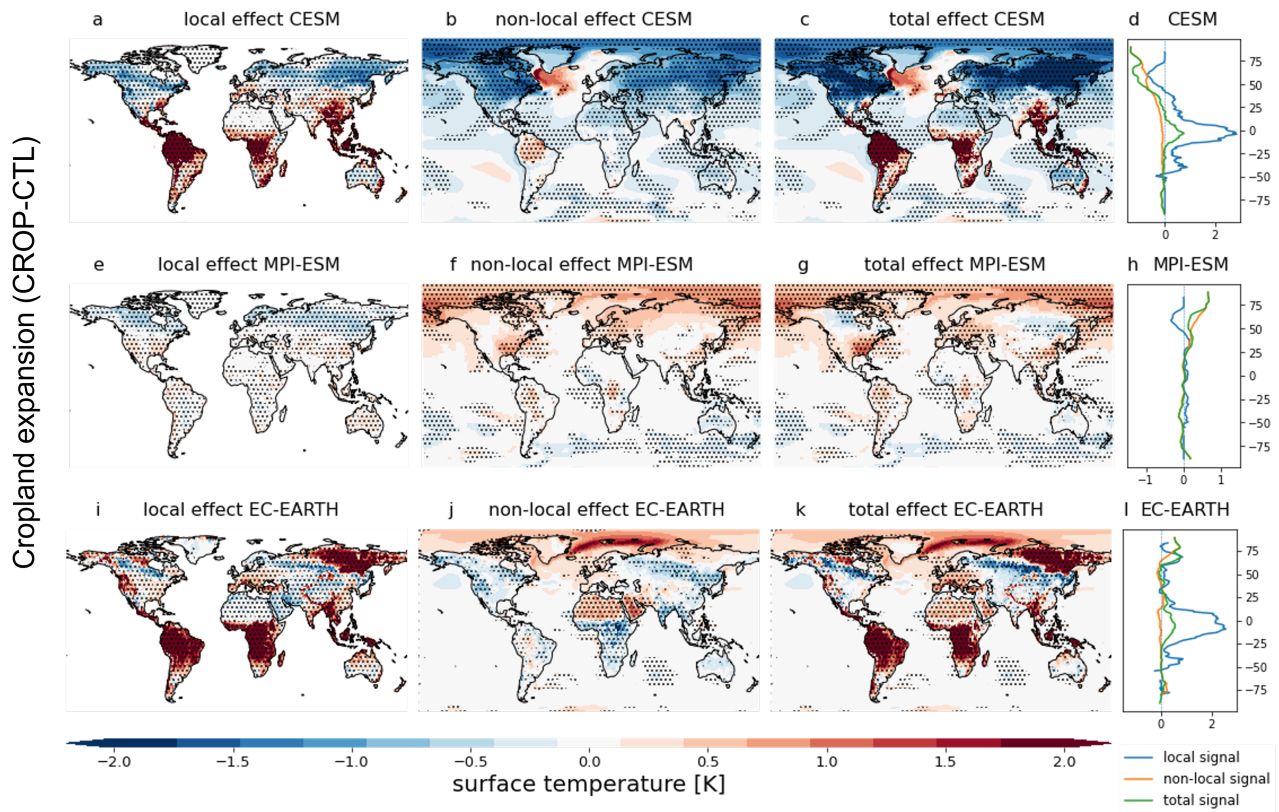 a local effect CESM
b non-local effect CESM
c total effect CESM
d CESM
75
50
25
0
−25
−50
−75
0 2
Cropland expansion (CROP-CTL)
e local effect MPI-ESM
f non-local effect MPI-ESM
g total effect MPI-ESM
h MPI-ESM
75
50
25
0
−25
−50
−75
−1 0 1
i local effect EC-EARTH
j non-local effect EC-EARTH
k total effect EC-EARTH
l EC-EARTH
75
50
25
0
−25
−50
−75
0 2
−2.0 −1.5 −1.0 −0.5 0.0 0.5 1.0 1.5 2.0
surface temperature [K]
local signal
non-local signal
total signal